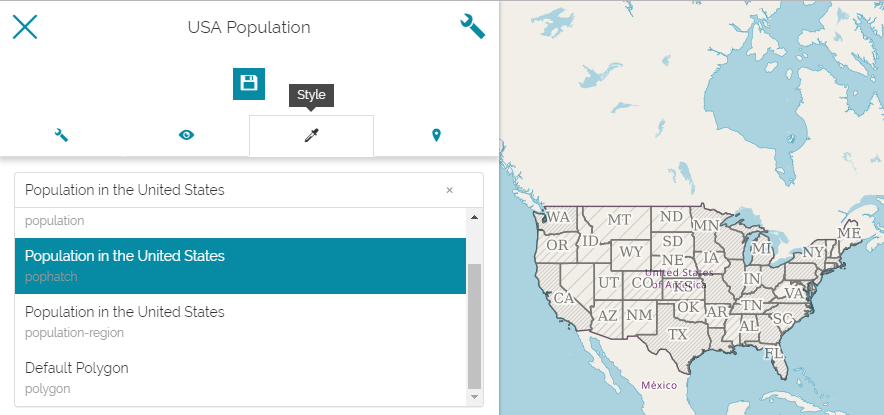 USA Population
Style
Population in the United States ×
population
Population in the United States
pophatch
Population in the United States
population-region
Default Polygon
polygon
WA MT ND MN ME
OR ID SD MI NY
WY NE IA
United States
of América
UT CO KS IN VA
CA OK TN
AZ NM AR SC
TX AL
FL
México